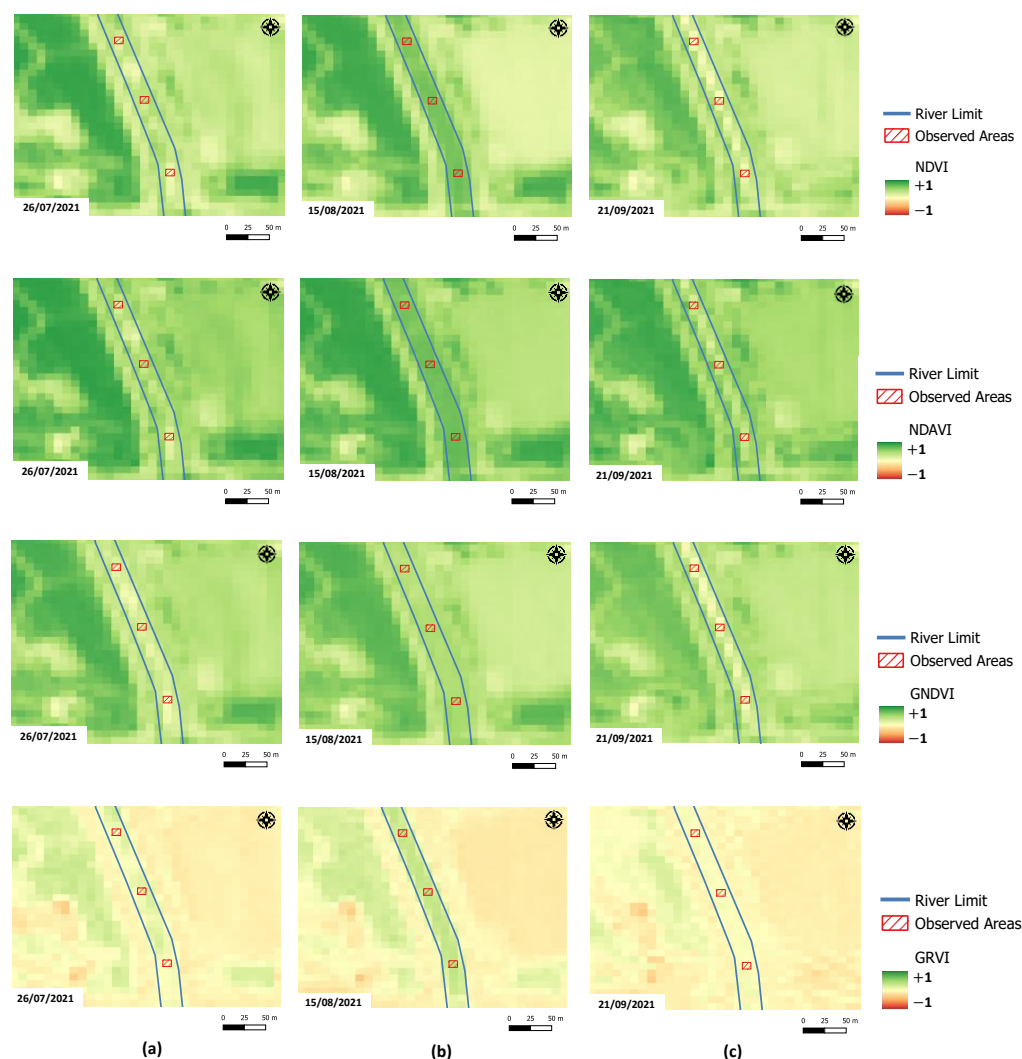 26/07/2021
0 25 50 m
15/08/2021
0 25 50 m
21/09/2021
0 25 50 m
River Limit
Observed Areas
NDVI
+1
−1
26/07/2021
0 25 50 m
15/08/2021
0 25 50 m
21/09/2021
0 25 50 m
River Limit
Observed Areas
NDAVI
+1
−1
26/07/2021
0 25 50 m
15/08/2021
0 25 50 m
21/09/2021
0 25 50 m
River Limit
Observed Areas
GNDVI
+1
−1
26/07/2021
0 25 50 m
15/08/2021
0 25 50 m
21/09/2021
0 25 50 m
River Limit
Observed Areas
GRVI
+1
−1
(a)
(b)
(c)